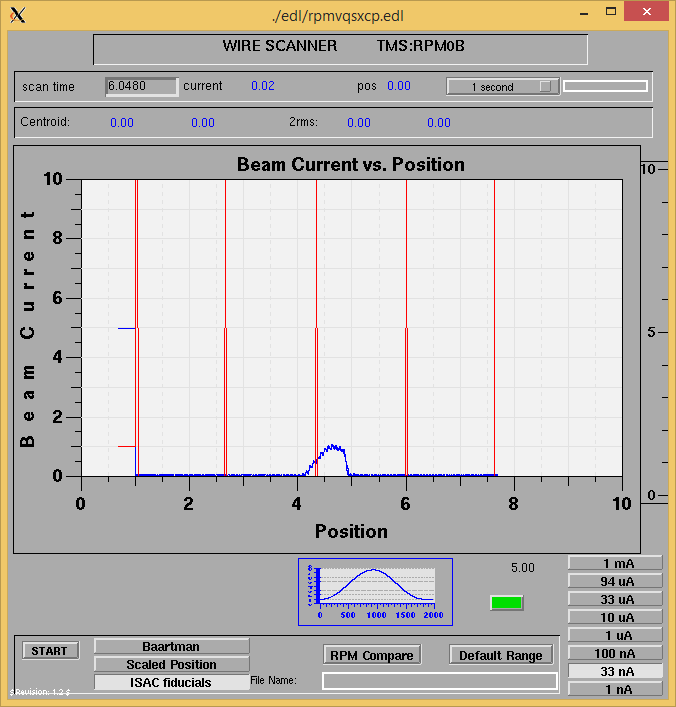 ./edl/rpmvqsxcp.edl
WIRE SCANNER TMS:RPM0B
scan time 6.0480 current 0.02 pos 0.00 1 second
Centroid: 0.00 0.00 2rms: 0.00 0.00
Beam Current vs. Position
10
8
6
4
2
0
Beam Current
10
5
0
0 2 4 6 8 10
Position
0 500 1000 1500 2000
5.00
1 mA
94 uA
33 uA
10 uA
1 uA
100 nA
33 nA
1 nA
START
Baartman
Scaled Position
ISAC fiducials
RPM Compare
Default Range
File Name:
$Revision: 1.2 $